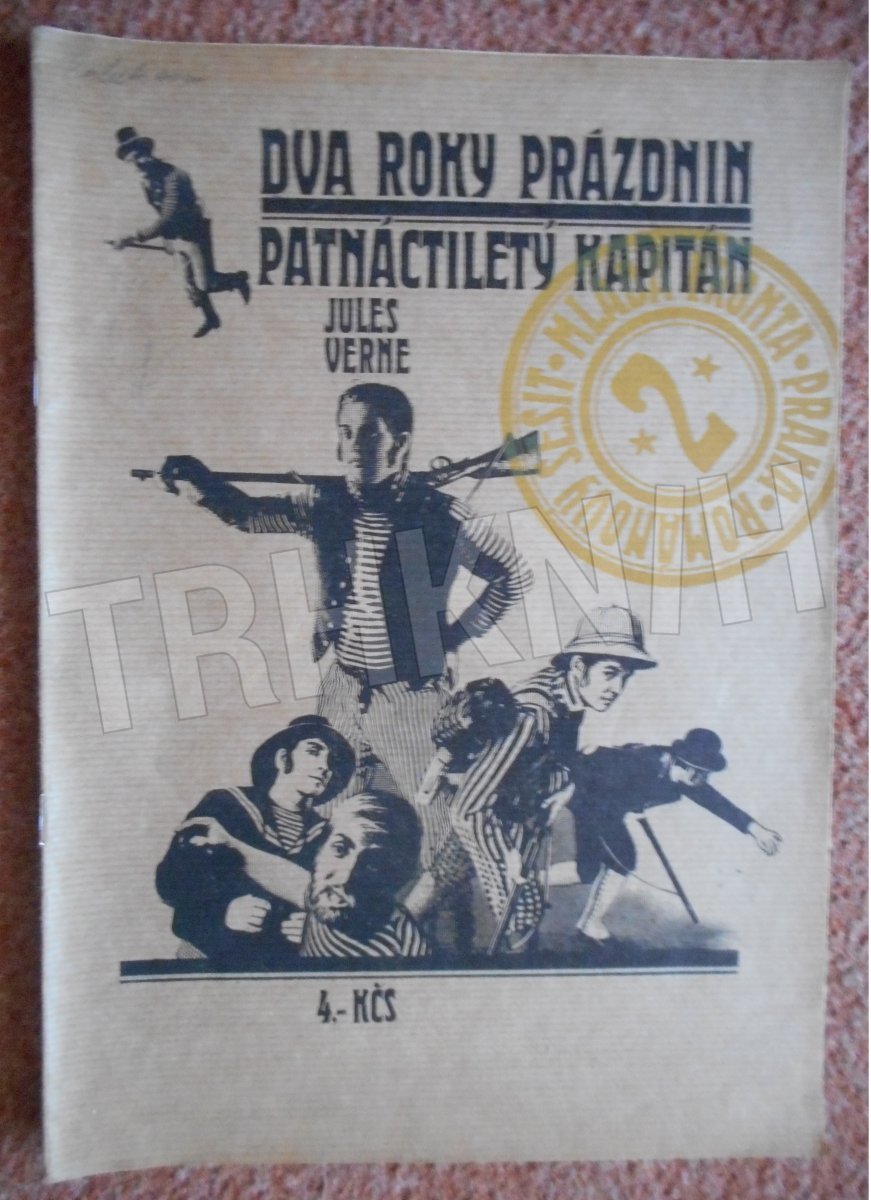 DVA ROKY PRÁZDNIN
PATNÁCTILETÝ KAPITÁN
JULES
VERNE
ROMÁNOVÝ SEŠIT • MLADÁ FRONTA • PRAHA •
2
TRHKNIH
4.- KČS